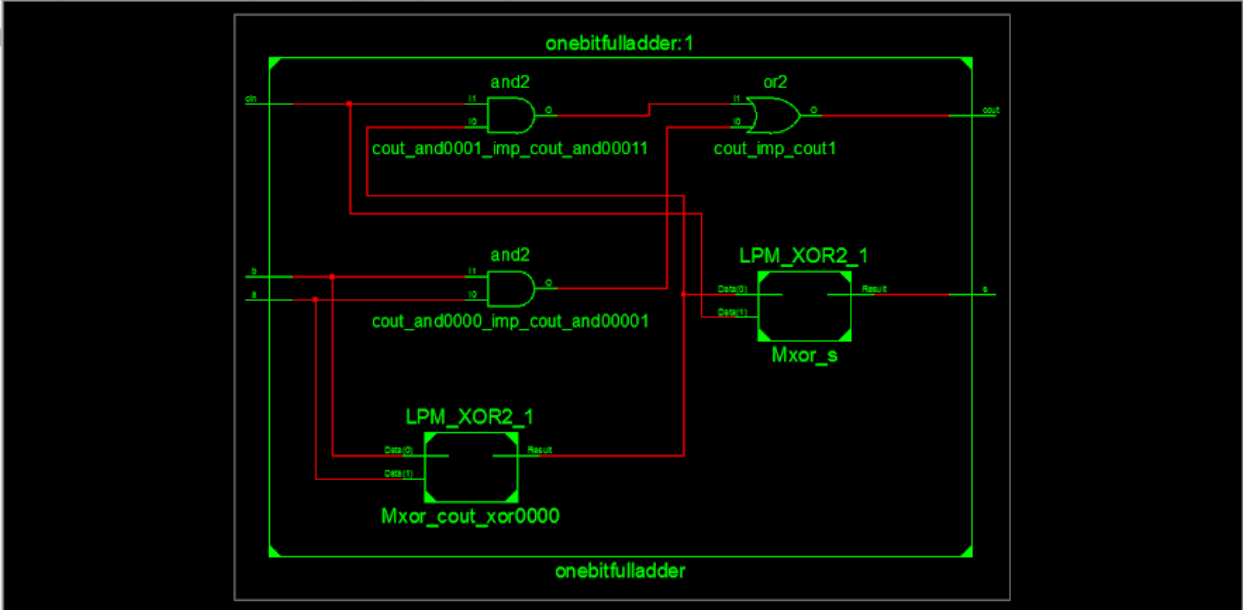 onebitfulladder:1
and2
or2
cin
I1
O
I1
O
cout
I0
I0
cout_and0001_imp_cout_and00011
cout_imp_cout1
and2
LPM_XOR2_1
b
I1
O
a
I0
Data(0)
Result
s
Data(1)
cout_and0000_imp_cout_and00001
Mxor_s
LPM_XOR2_1
Data(0)
Result
Data(1)
Mxor_cout_xor0000
onebitfulladder